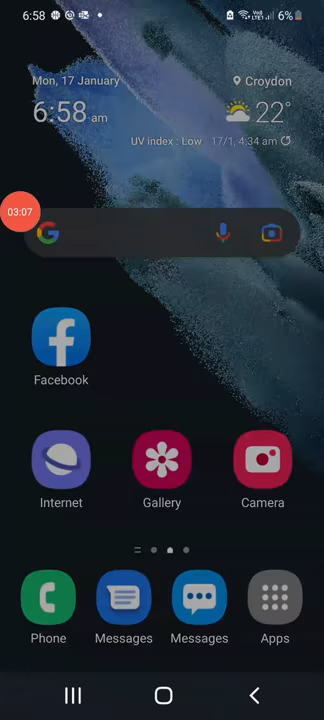 6:58
6%
Mon, 17 January
Croydon
6:58 am
22°
UV index : Low
17/1, 4:34 am
03:07
Facebook
Internet
Gallery
Camera
Phone
Messages
Messages
Apps